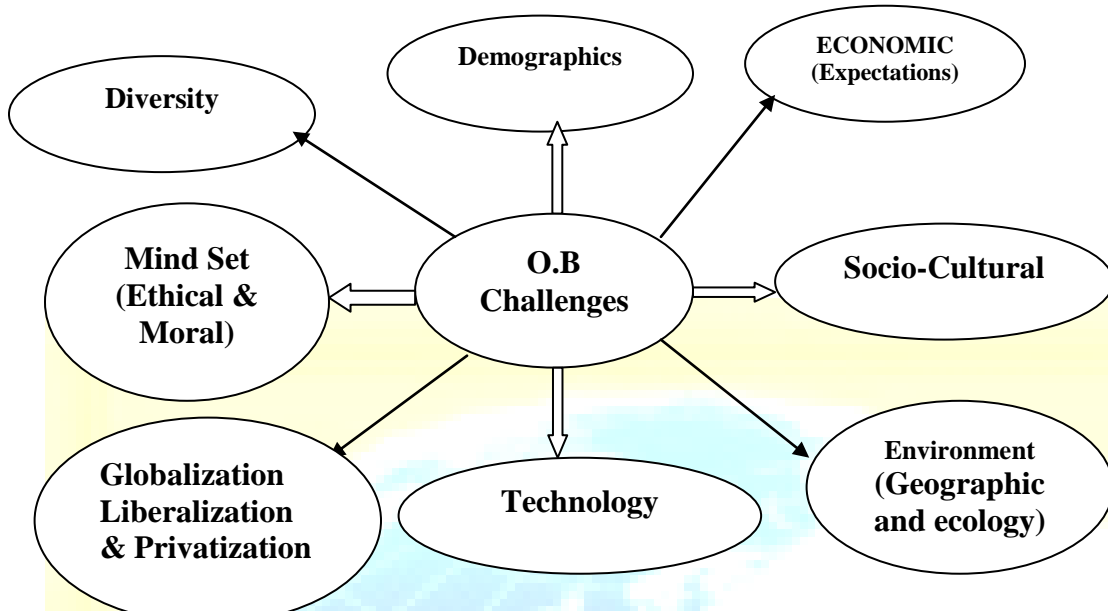 Demographics
ECONOMIC
(Expectations)
Diversity
Mind Set
(Ethical &
Moral)
O.B
Challenges
Socio-Cultural
Globalization
Liberalization
& Privatization
Technology
Environment
(Geographic
and ecology)